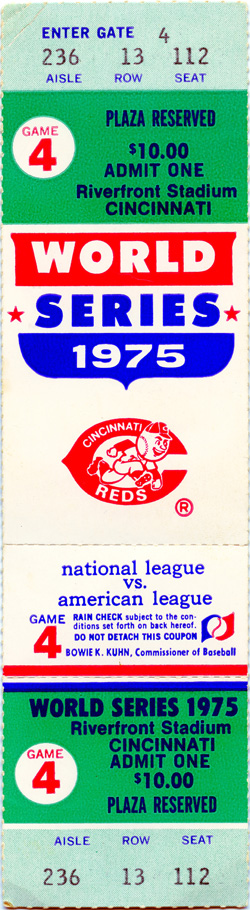 ENTER GATE 4
236 13 112
AISLE ROW SEAT
GAME
4
PLAZA RESERVED
$10.00
ADMIT ONE
Riverfront Stadium
CINCINNATI
WORLD
SERIES
1975
CINCINNATI
REDS
®
national league
vs.
american league
GAME
4
RAIN CHECK subject to the con-
ditions set forth on back hereof.
DO NOT DETACH THIS COUPON
BOWIE K. KUHN, Commissioner of Baseball
WORLD SERIES 1975
Riverfront Stadium
CINCINNATI
ADMIT ONE
$10.00
PLAZA RESERVED
GAME
4
AISLE ROW SEAT
236 13 112